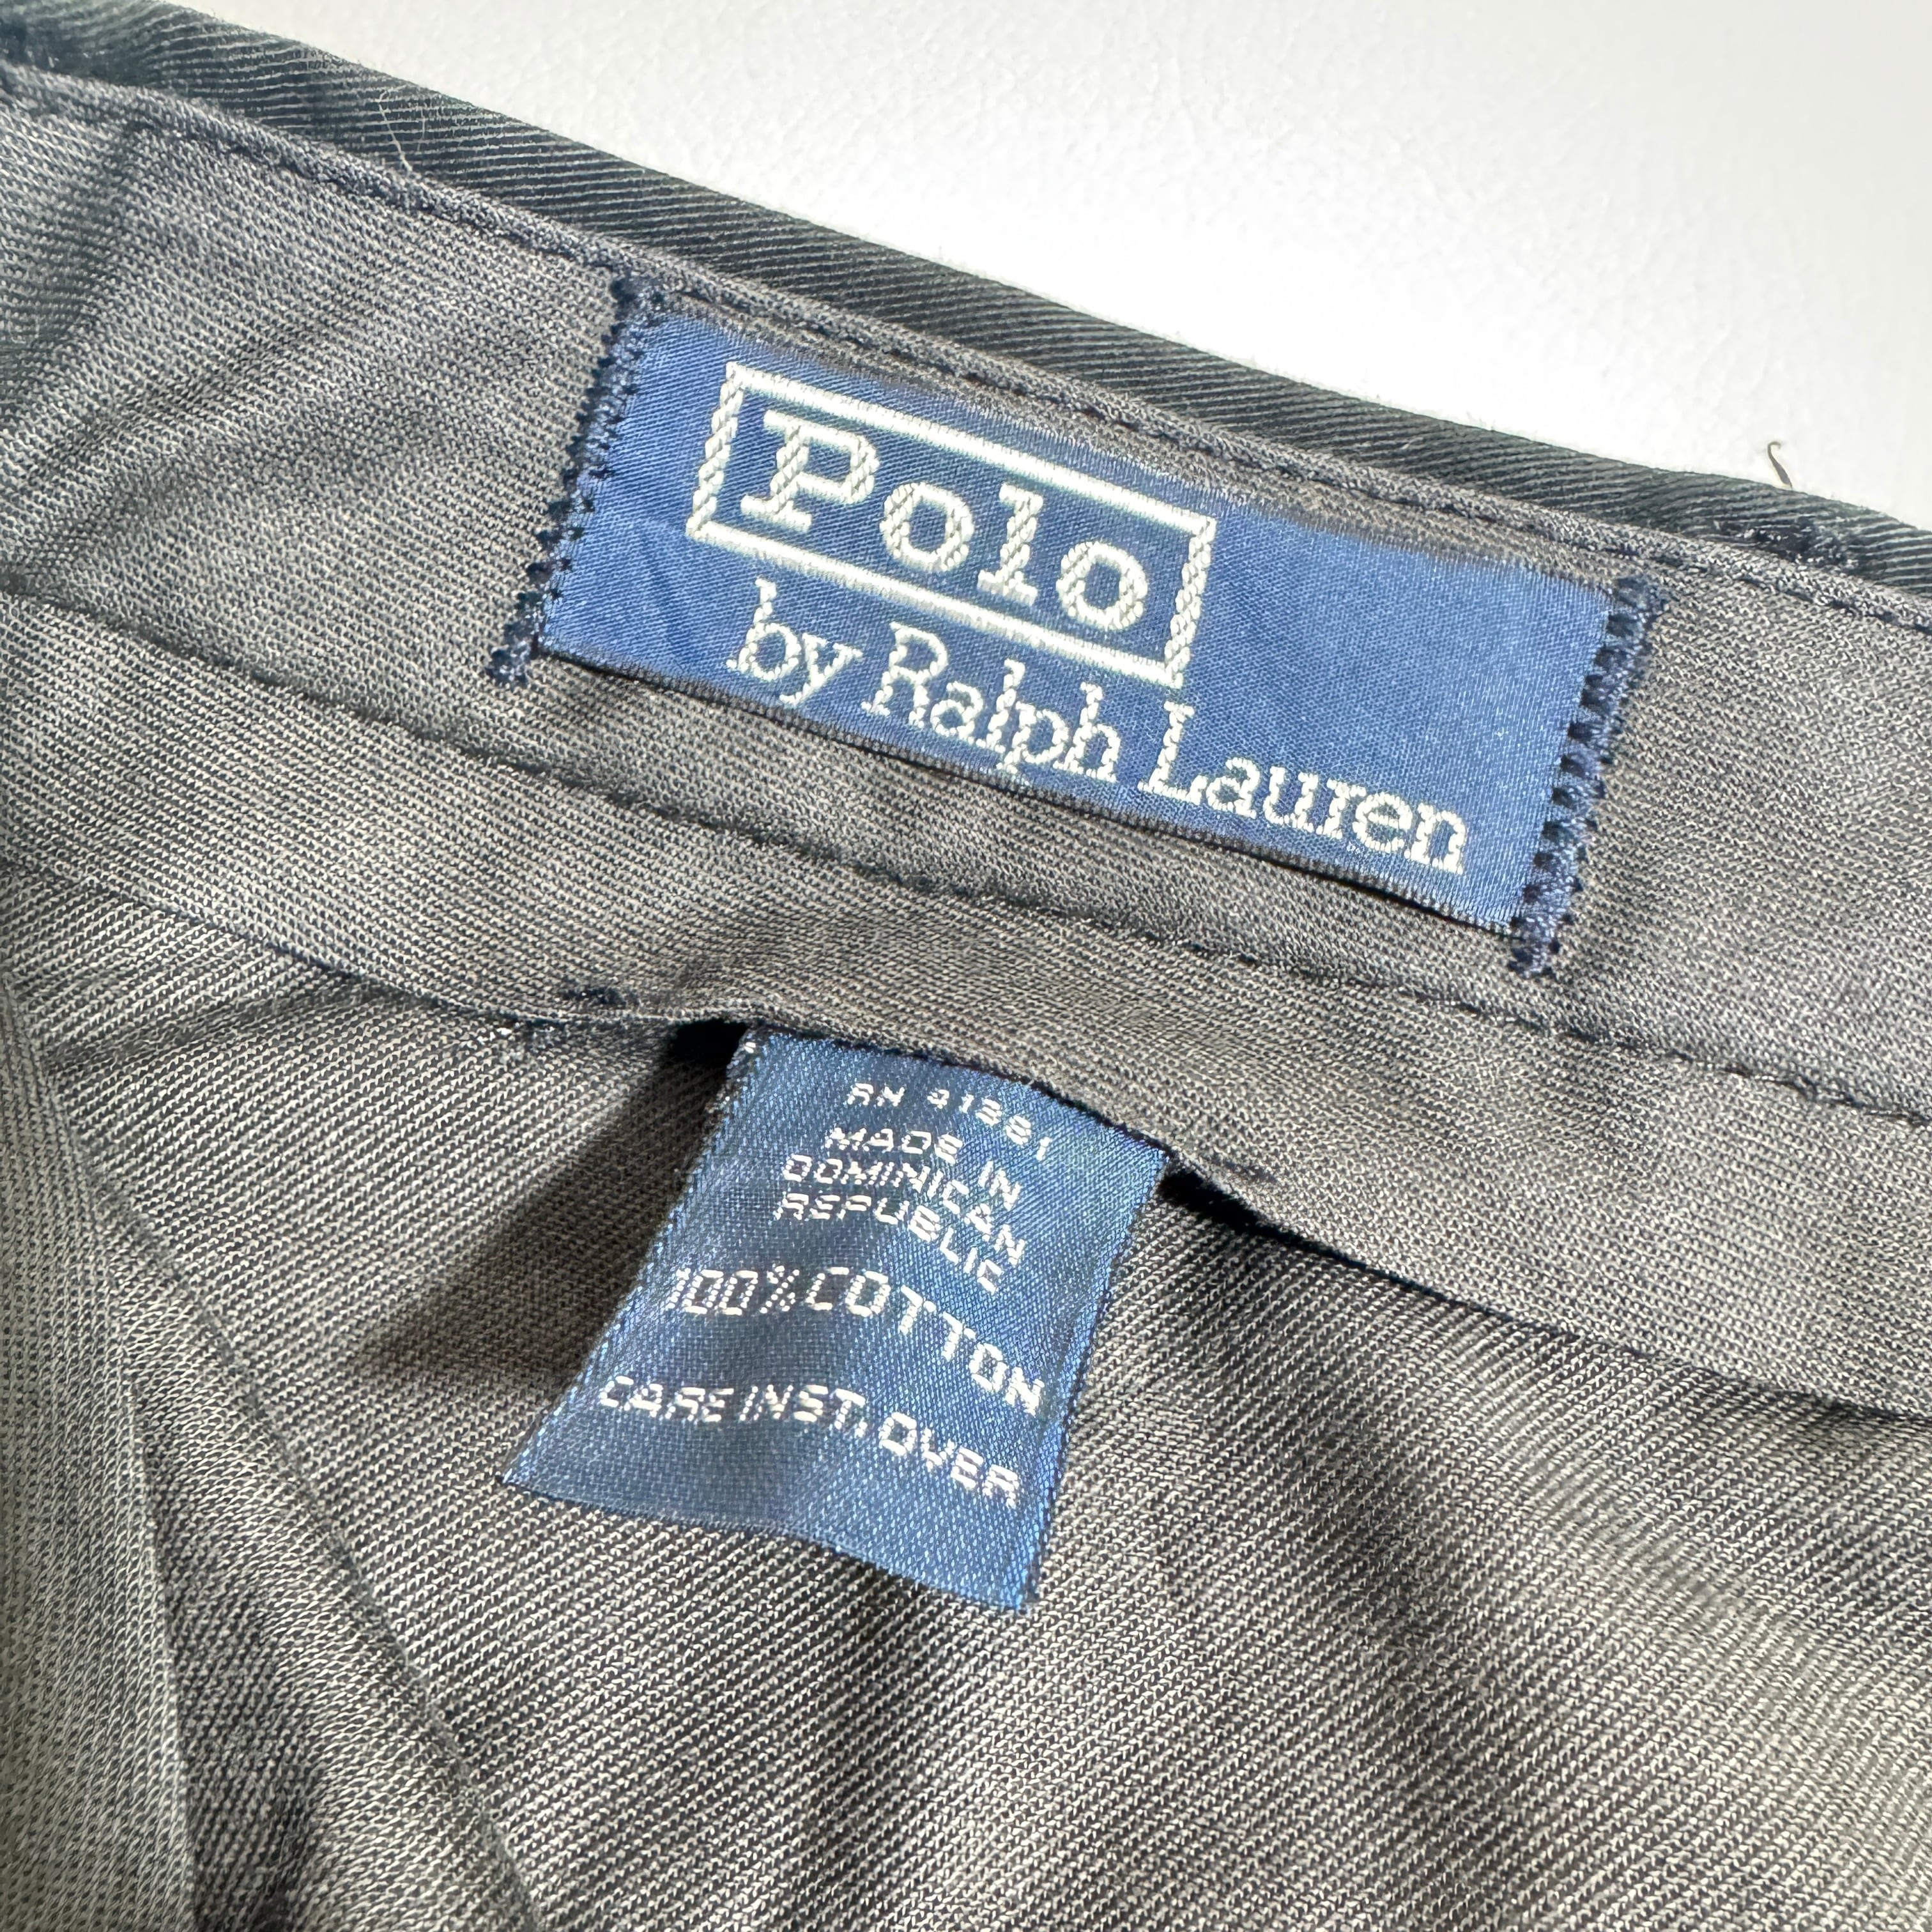 Polo
by Ralph Lauren
RN 41381
MADE IN
DOMINICAN
REPUBLIC
100% COTTON
CARE INST. OVER